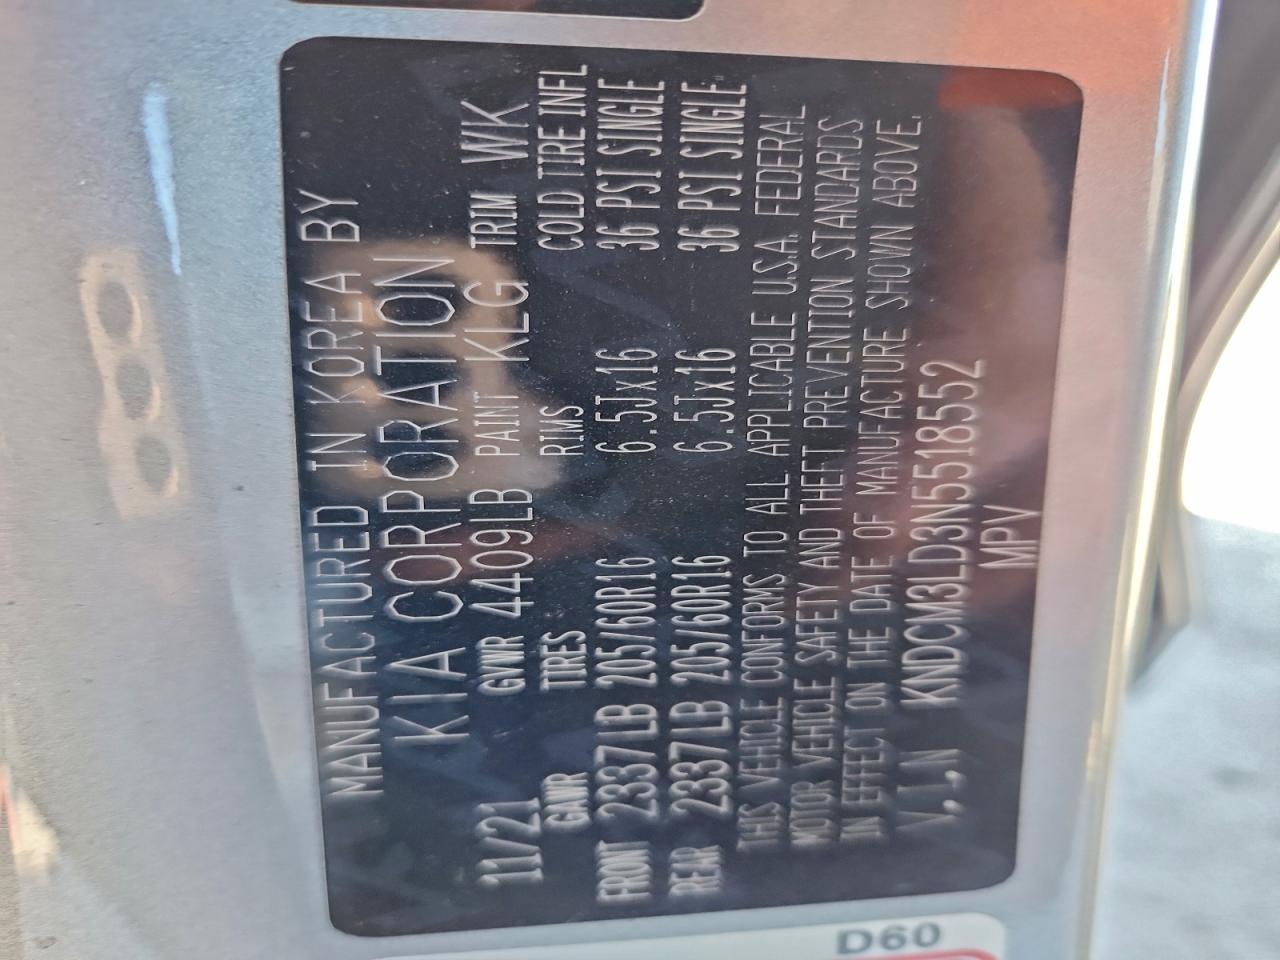 MANUFACTURED IN KOREA BY
KIA CORPORATION
11/21 GVWR 4409LB PAINT KLG TRIM WK
GAWR TIRES RIMS COLD TIRE INFL
FRONT 2337LB 205/60R16 6.5Jx16 36 PSI SINGLE
REAR 2337LB 205/60R16 6.5Jx16 36 PSI SINGLE
THIS VEHICLE CONFORMS TO ALL APPLICABLE U.S.A. FEDERAL
MOTOR VEHICLE SAFETY AND THEFT PREVENTION STANDARDS
IN EFFECT ON THE DATE OF MANUFACTURE SHOWN ABOVE.
V.I.N KNDCM3LD3N5518552
MPV
D60